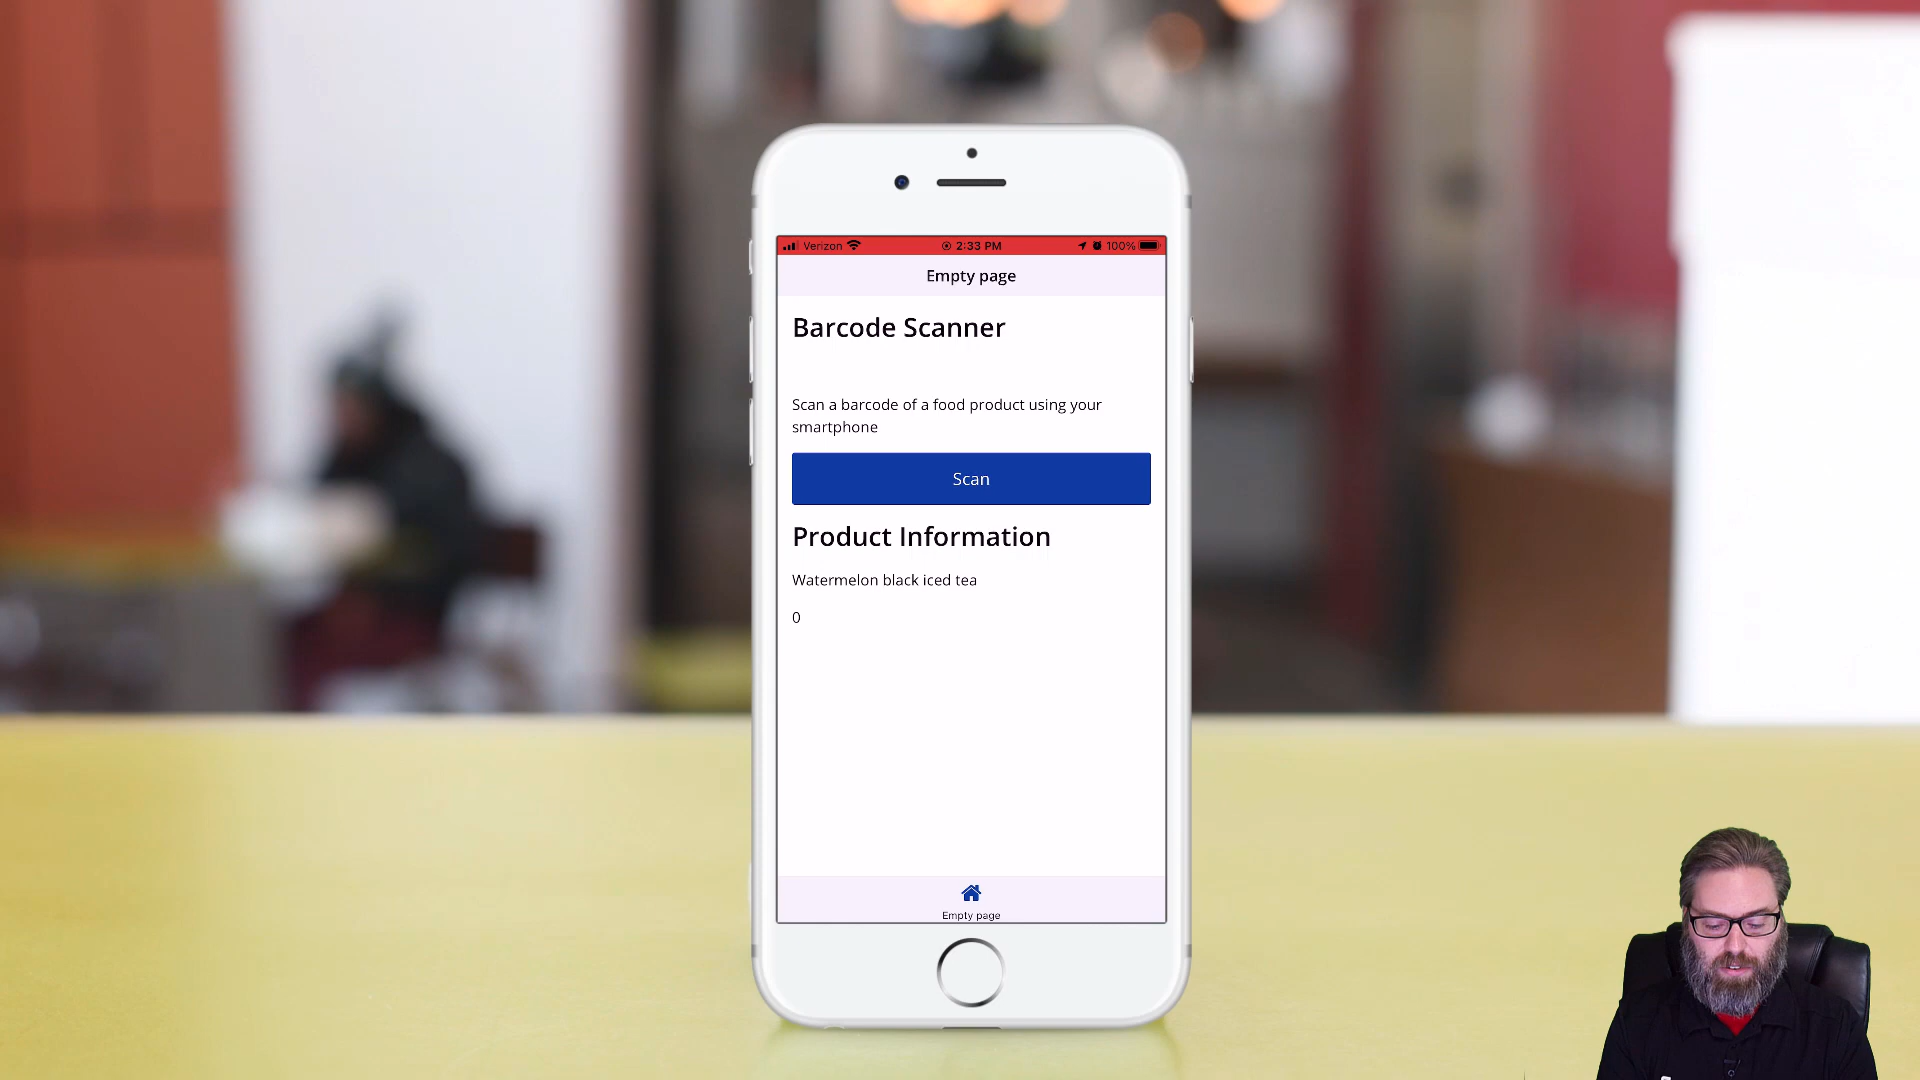 Verizon 2:33 PM 100%
Empty page
Barcode Scanner
Scan a barcode of a food product using your
smartphone
Scan
Product Information
Watermelon black iced tea
0
Empty page